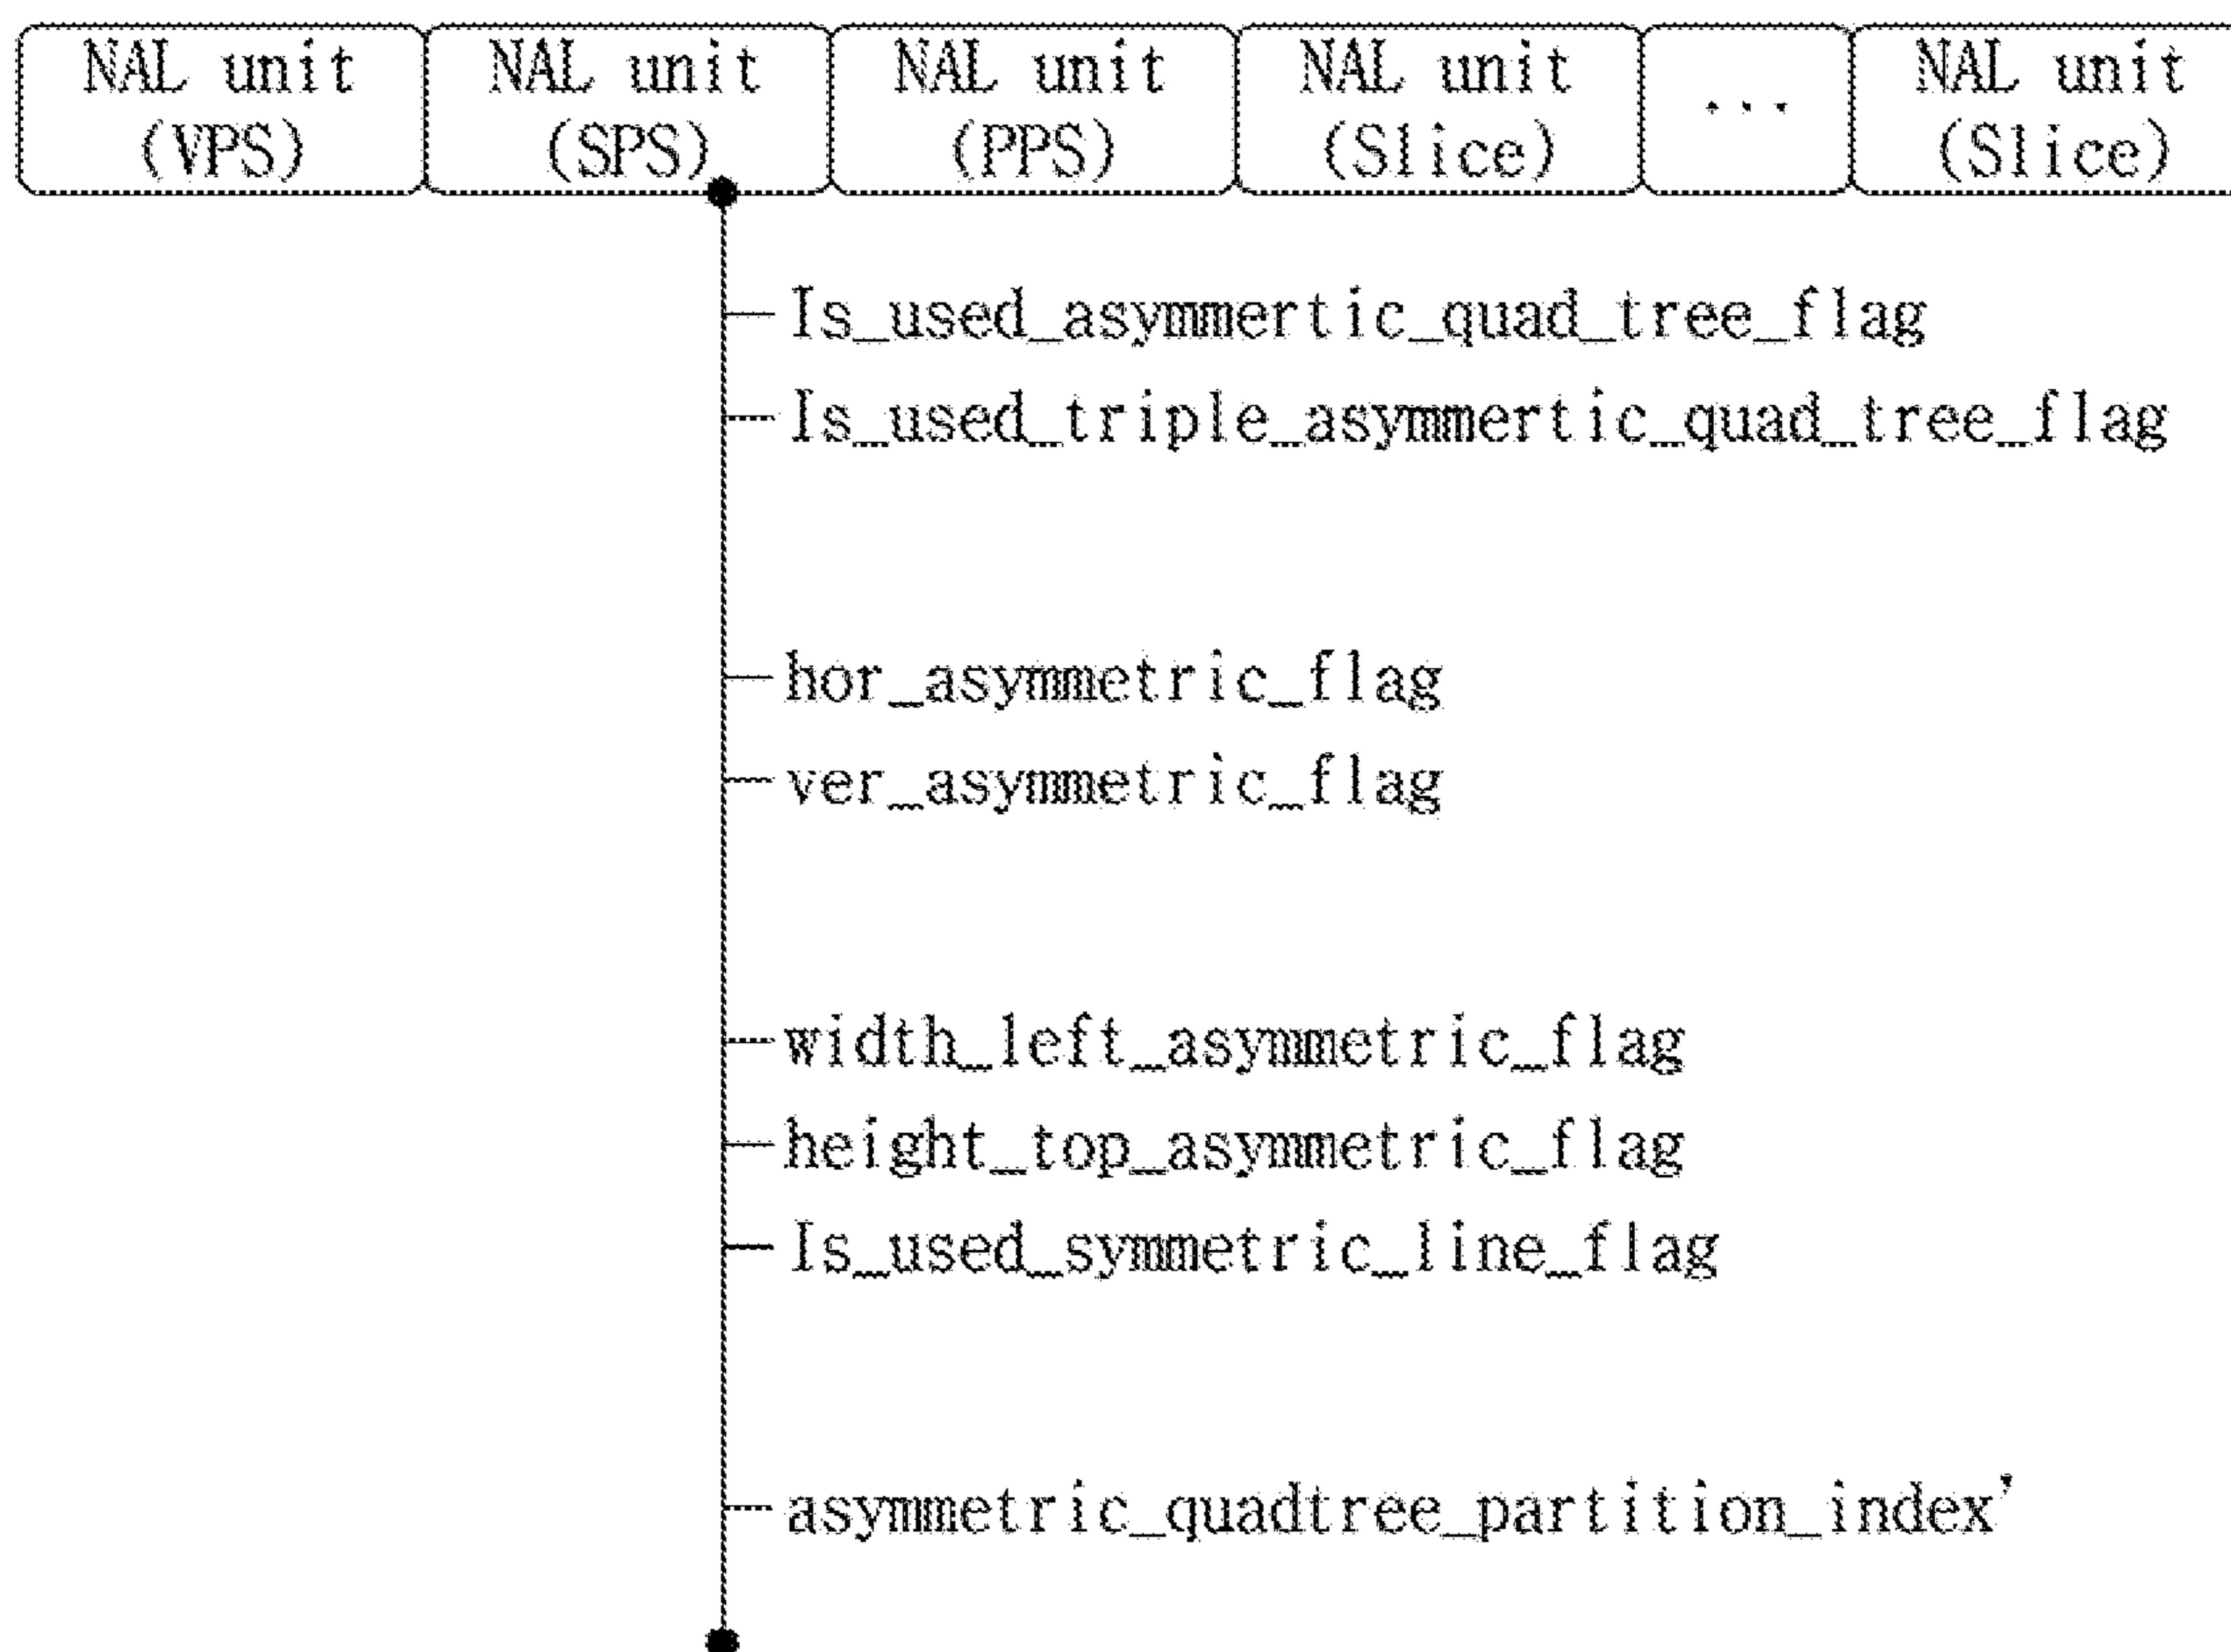 NAL unit NAL unit NAL unit NAL unit ... NAL unit
(VPS) (SPS) (PPS) (Slice) (Slice)
Is_used_asymmertic_quad_tree_flag
Is_used_triple_asymmertic_quad_tree_flag
hor_asymmetric_flag
ver_asymmetric_flag
width_left_asymmetric_flag
height_top_asymmetric_flag
Is_used_symmetric_line_flag
asymmetric_quadtree_partition_index'